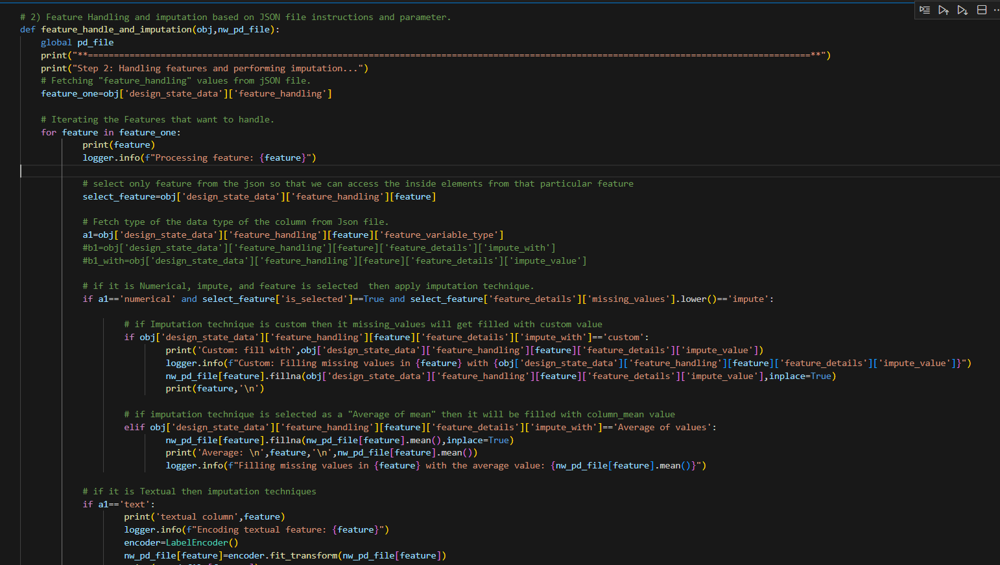 # 2) Feature Handling and imputation based on JSON file instructions and parameter.
def feature_handle_and_imputation(obj,nw_pd_file):
global pd_file
print("**===========================================================================================================================================**")
print("Step 2: Handling features and performing imputation...")
# Fetching "feature_handling" values from jSON file.
feature_one=obj['design_state_data']['feature_handling']
# Iterating the Features that want to handle.
for feature in feature_one:
print(feature)
logger.info(f"Processing feature: {feature}")
# select only feature from the json so that we can access the inside elements from that particular feature
select_feature=obj['design_state_data']['feature_handling'][feature]
# Fetch type of the data type of the column from Json file.
a1=obj['design_state_data']['feature_handling'][feature]['feature_variable_type']
#b1=obj['design_state_data']['feature_handling'][feature]['feature_details']['impute_with']
#b1_with=obj['design_state_data']['feature_handling'][feature]['feature_details']['impute_value']
# if it is Numerical, impute, and feature is selected  then apply imputation technique.
if a1=='numerical' and select_feature['is_selected']==True and select_feature['feature_details']['missing_values'].lower()=='impute':
# if Imputation technique is custom then it missing_values will get filled with custom value
if obj['design_state_data']['feature_handling'][feature]['feature_details']['impute_with']=='custom':
print('Custom: fill with',obj['design_state_data']['feature_handling'][feature]['feature_details']['impute_value'])
logger.info(f"Custom: Filling missing values in {feature} with {obj['design_state_data']['feature_handling'][feature]['feature_details']['impute_value']}")
nw_pd_file[feature].fillna(obj['design_state_data']['feature_handling'][feature]['feature_details']['impute_value'],inplace=True)
print(feature,'\n')
# if imputation technique is selected as a "Average of mean" then it will be filled with column_mean value
elif obj['design_state_data']['feature_handling'][feature]['feature_details']['impute_with']=='Average of values':
nw_pd_file[feature].fillna(nw_pd_file[feature].mean(),inplace=True)
print('Average: \n',feature,'\n',nw_pd_file[feature].mean())
logger.info(f"Filling missing values in {feature} with the average value: {nw_pd_file[feature].mean()}")
# if it is Textual then imputation techniques
if a1=='text':
print('textual column',feature)
logger.info(f"Encoding textual feature: {feature}")
encoder=LabelEncoder()
nw_pd_file[feature]=encoder.fit_transform(nw_pd_file[feature])